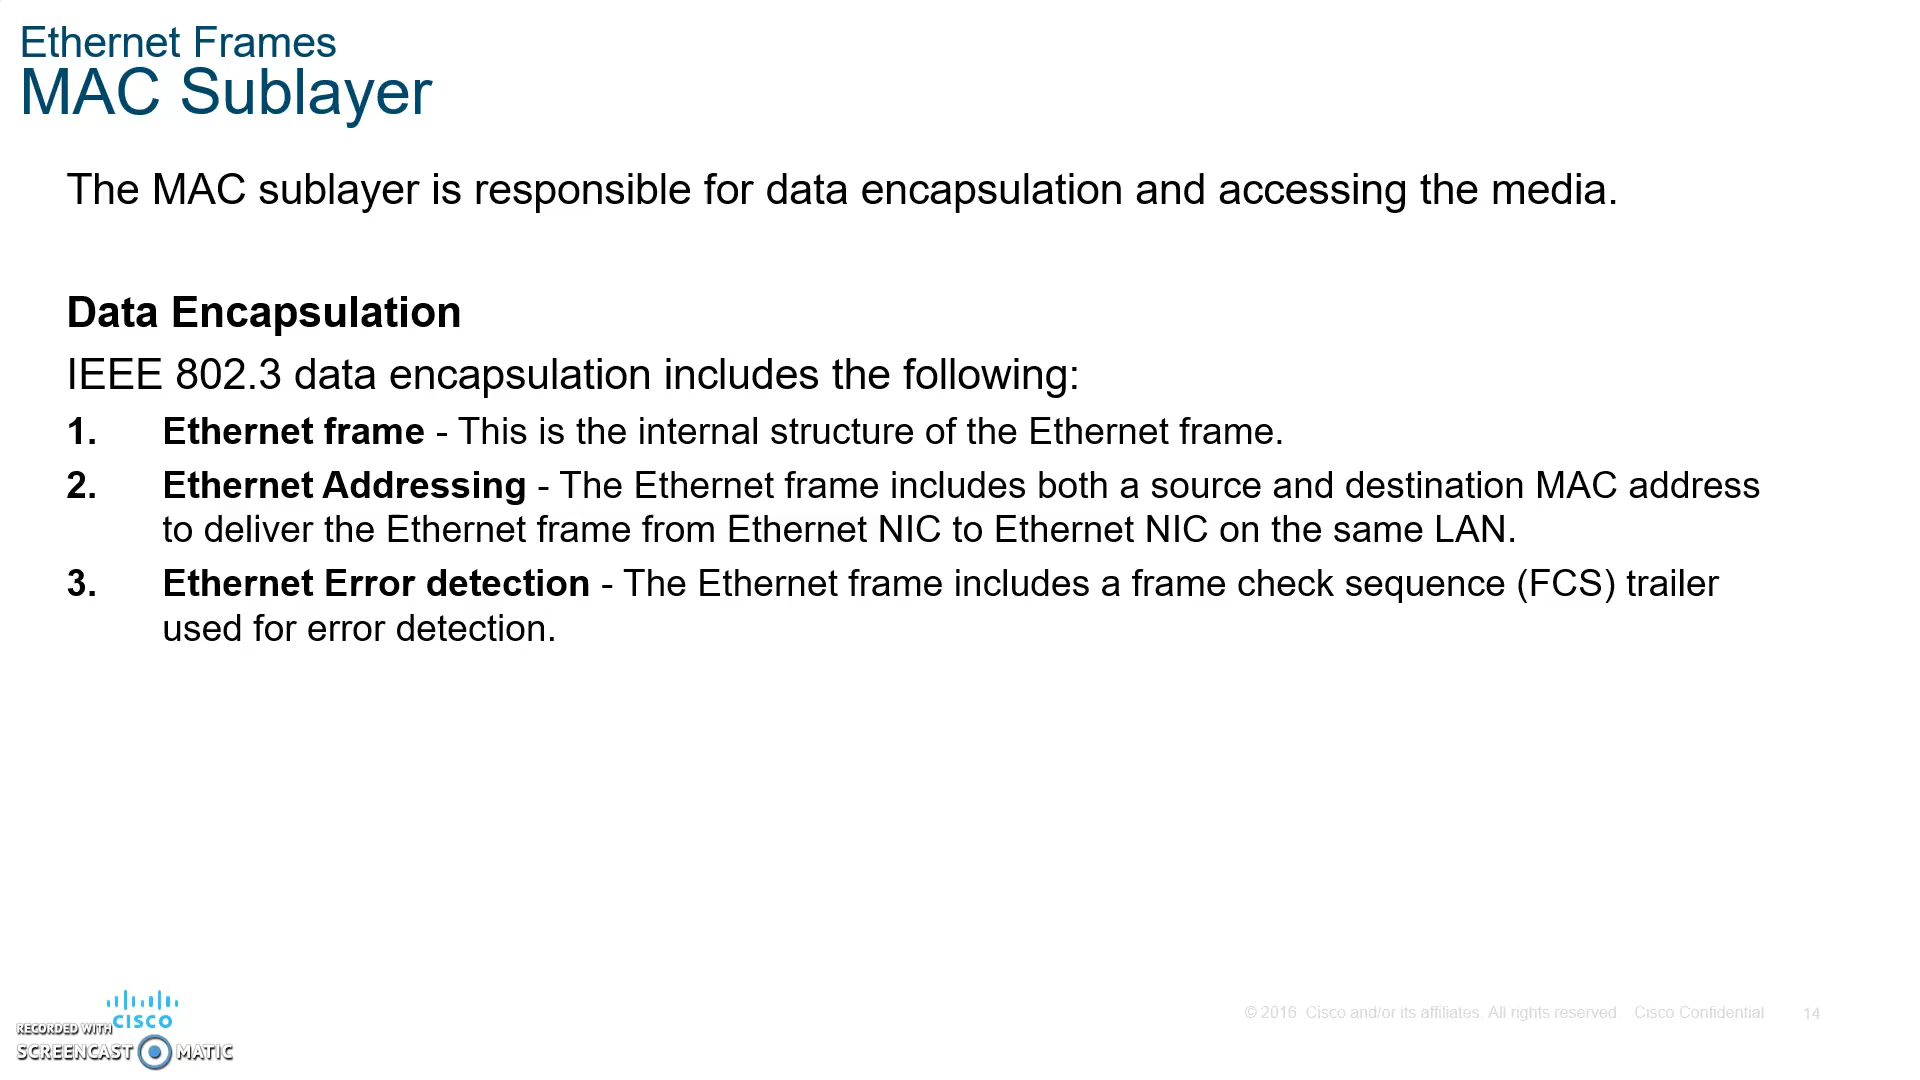 Ethernet Frames
MAC Sublayer
The MAC sublayer is responsible for data encapsulation and accessing the media.
Data Encapsulation
IEEE 802.3 data encapsulation includes the following:
1. Ethernet frame - This is the internal structure of the Ethernet frame.
2. Ethernet Addressing - The Ethernet frame includes both a source and destination MAC address
to deliver the Ethernet frame from Ethernet NIC to Ethernet NIC on the same LAN.
3. Ethernet Error detection - The Ethernet frame includes a frame check sequence (FCS) trailer
used for error detection.
© 2016 Cisco and/or its affiliates. All rights reserved. Cisco Confidential 14
CISCO
RECORDED WITH
SCREENCAST MATIC